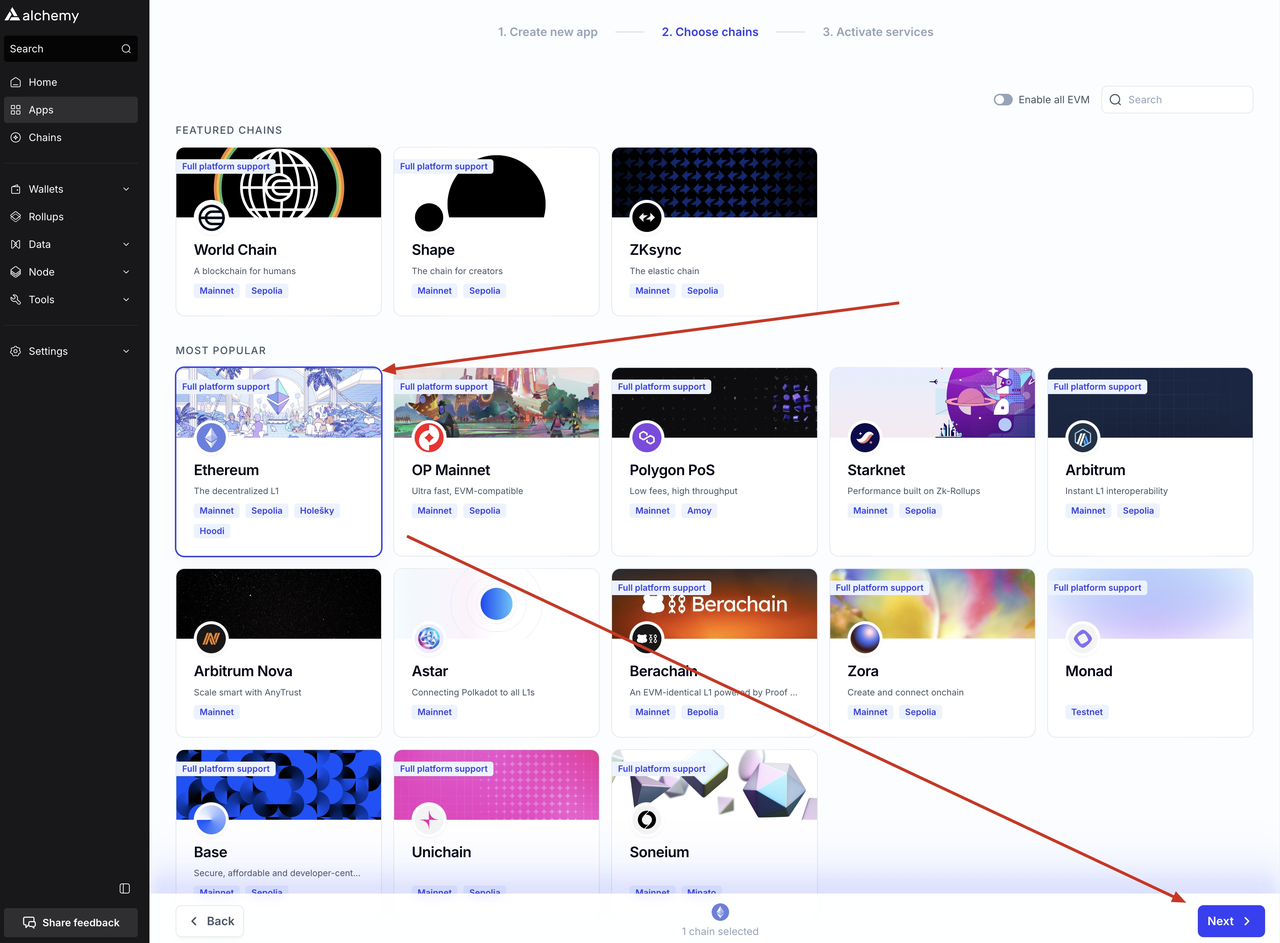 alchemy
Search
Home
Apps
Chains
Wallets
Rollups
Data
Node
Tools
Settings
Share feedback
1. Create new app
2. Choose chains
3. Activate services
Enable all EVM
Search
FEATURED CHAINS
Full platform support
World Chain
A blockchain for humans
Mainnet Sepolia
Full platform support
Shape
The chain for creators
Mainnet Sepolia
ZKsync
The elastic chain
Mainnet Sepolia
MOST POPULAR
Full platform support
Ethereum
The decentralized L1
Mainnet Sepolia Holešky
Hoodi
Full platform support
OP Mainnet
Ultra fast, EVM-compatible
Mainnet Sepolia
Full platform support
Polygon PoS
Low fees, high throughput
Mainnet Amoy
Starknet
Performance built on Zk-Rollups
Mainnet Sepolia
Full platform support
Arbitrum
Instant L1 interoperability
Mainnet Sepolia
Arbitrum Nova
Scale smart with AnyTrust
Mainnet
Astar
Connecting Polkadot to all L1s
Mainnet
Full platform support
Berachain
Berachain
An EVM-identical L1 powered by Proof ...
Mainnet Bepolia
Full platform support
Zora
Create and connect onchain
Mainnet Sepolia
Full platform support
Monad
Testnet
Full platform support
Base
Secure, affordable and developer-cent...
Mainnet Sepolia
Full platform support
Unichain
Mainnet Sepolia
Full platform support
Soneium
Mainnet Minato
Back
1 chain selected
Next